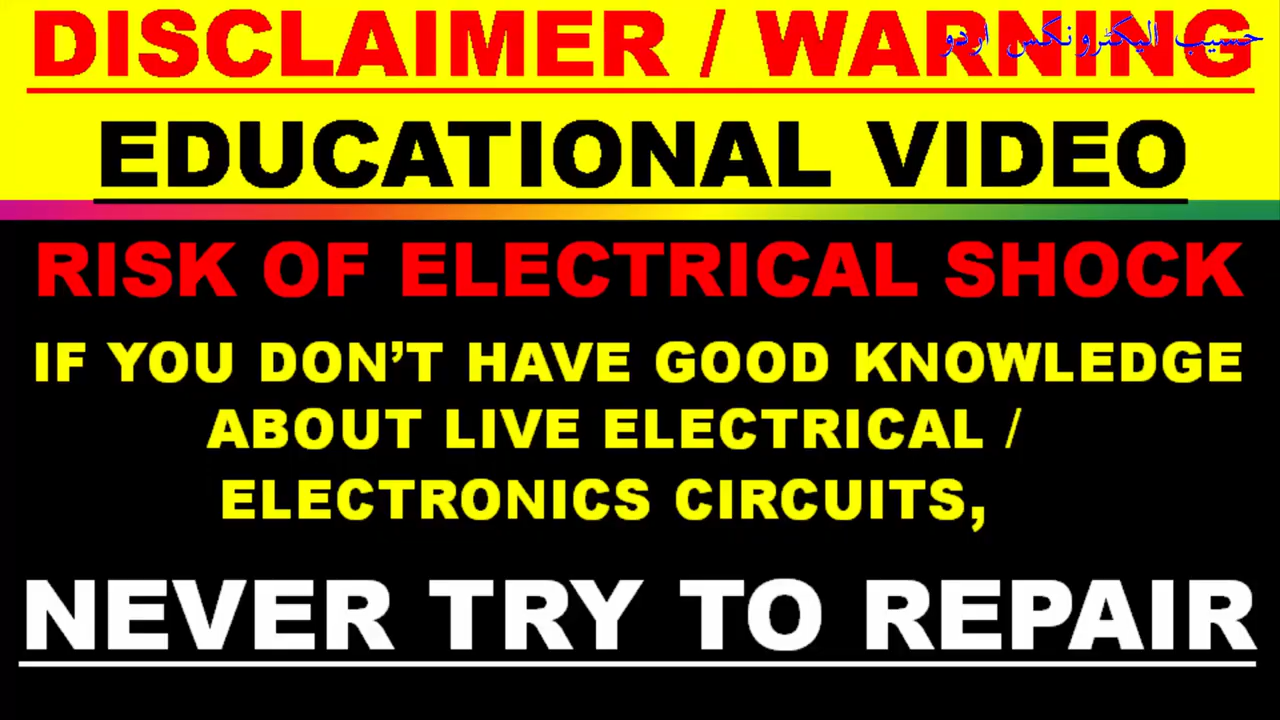 DISCLAIMER / WARNING
حسیب الیکٹرونکس اردو
EDUCATIONAL VIDEO
RISK OF ELECTRICAL SHOCK
IF YOU DON’T HAVE GOOD KNOWLEDGE
ABOUT LIVE ELECTRICAL /
ELECTRONICS CIRCUITS,
NEVER TRY TO REPAIR